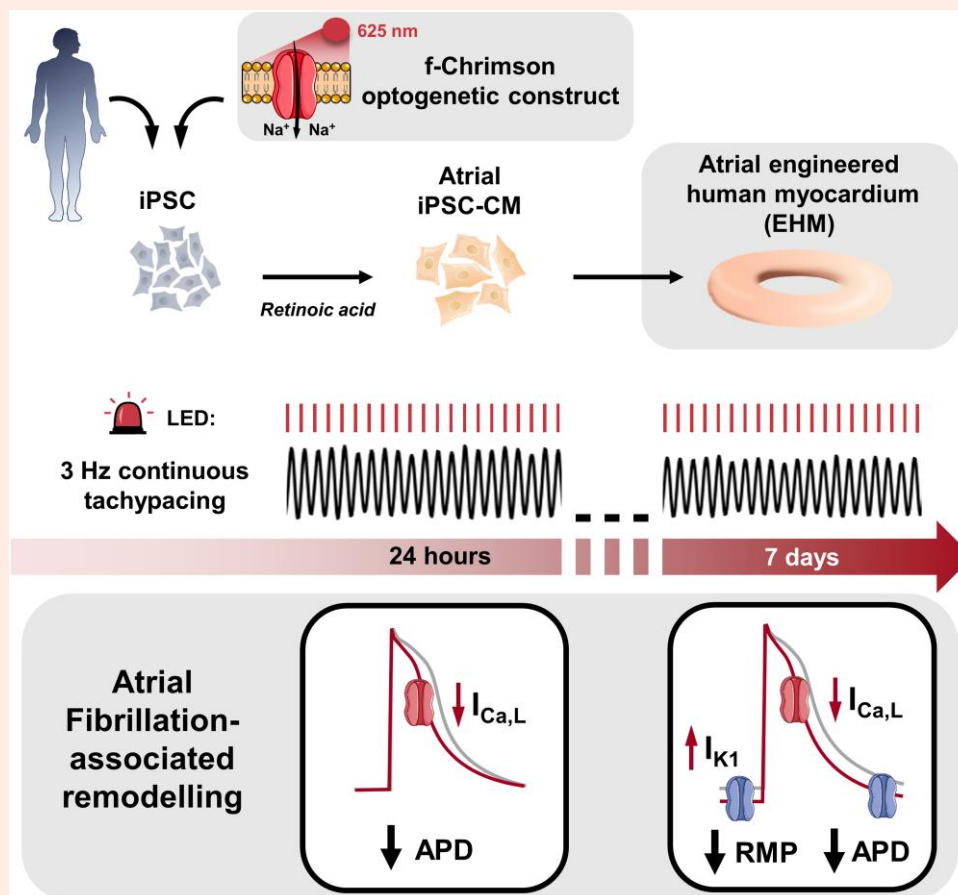 625 nm
f-Chrimson
optogenetic construct
Na⁺ Na⁺
iPSC
Atrial
iPSC-CM
Atrial engineered
human myocardium
(EHM)
Retinoic acid
LED:
3 Hz continuous
tachypacing
24 hours
7 days
Atrial
Fibrillation-
associated
remodelling
↓ I_Ca,L
↓ APD
↓ I_Ca,L
↑ I_K1
↓ RMP ↓ APD